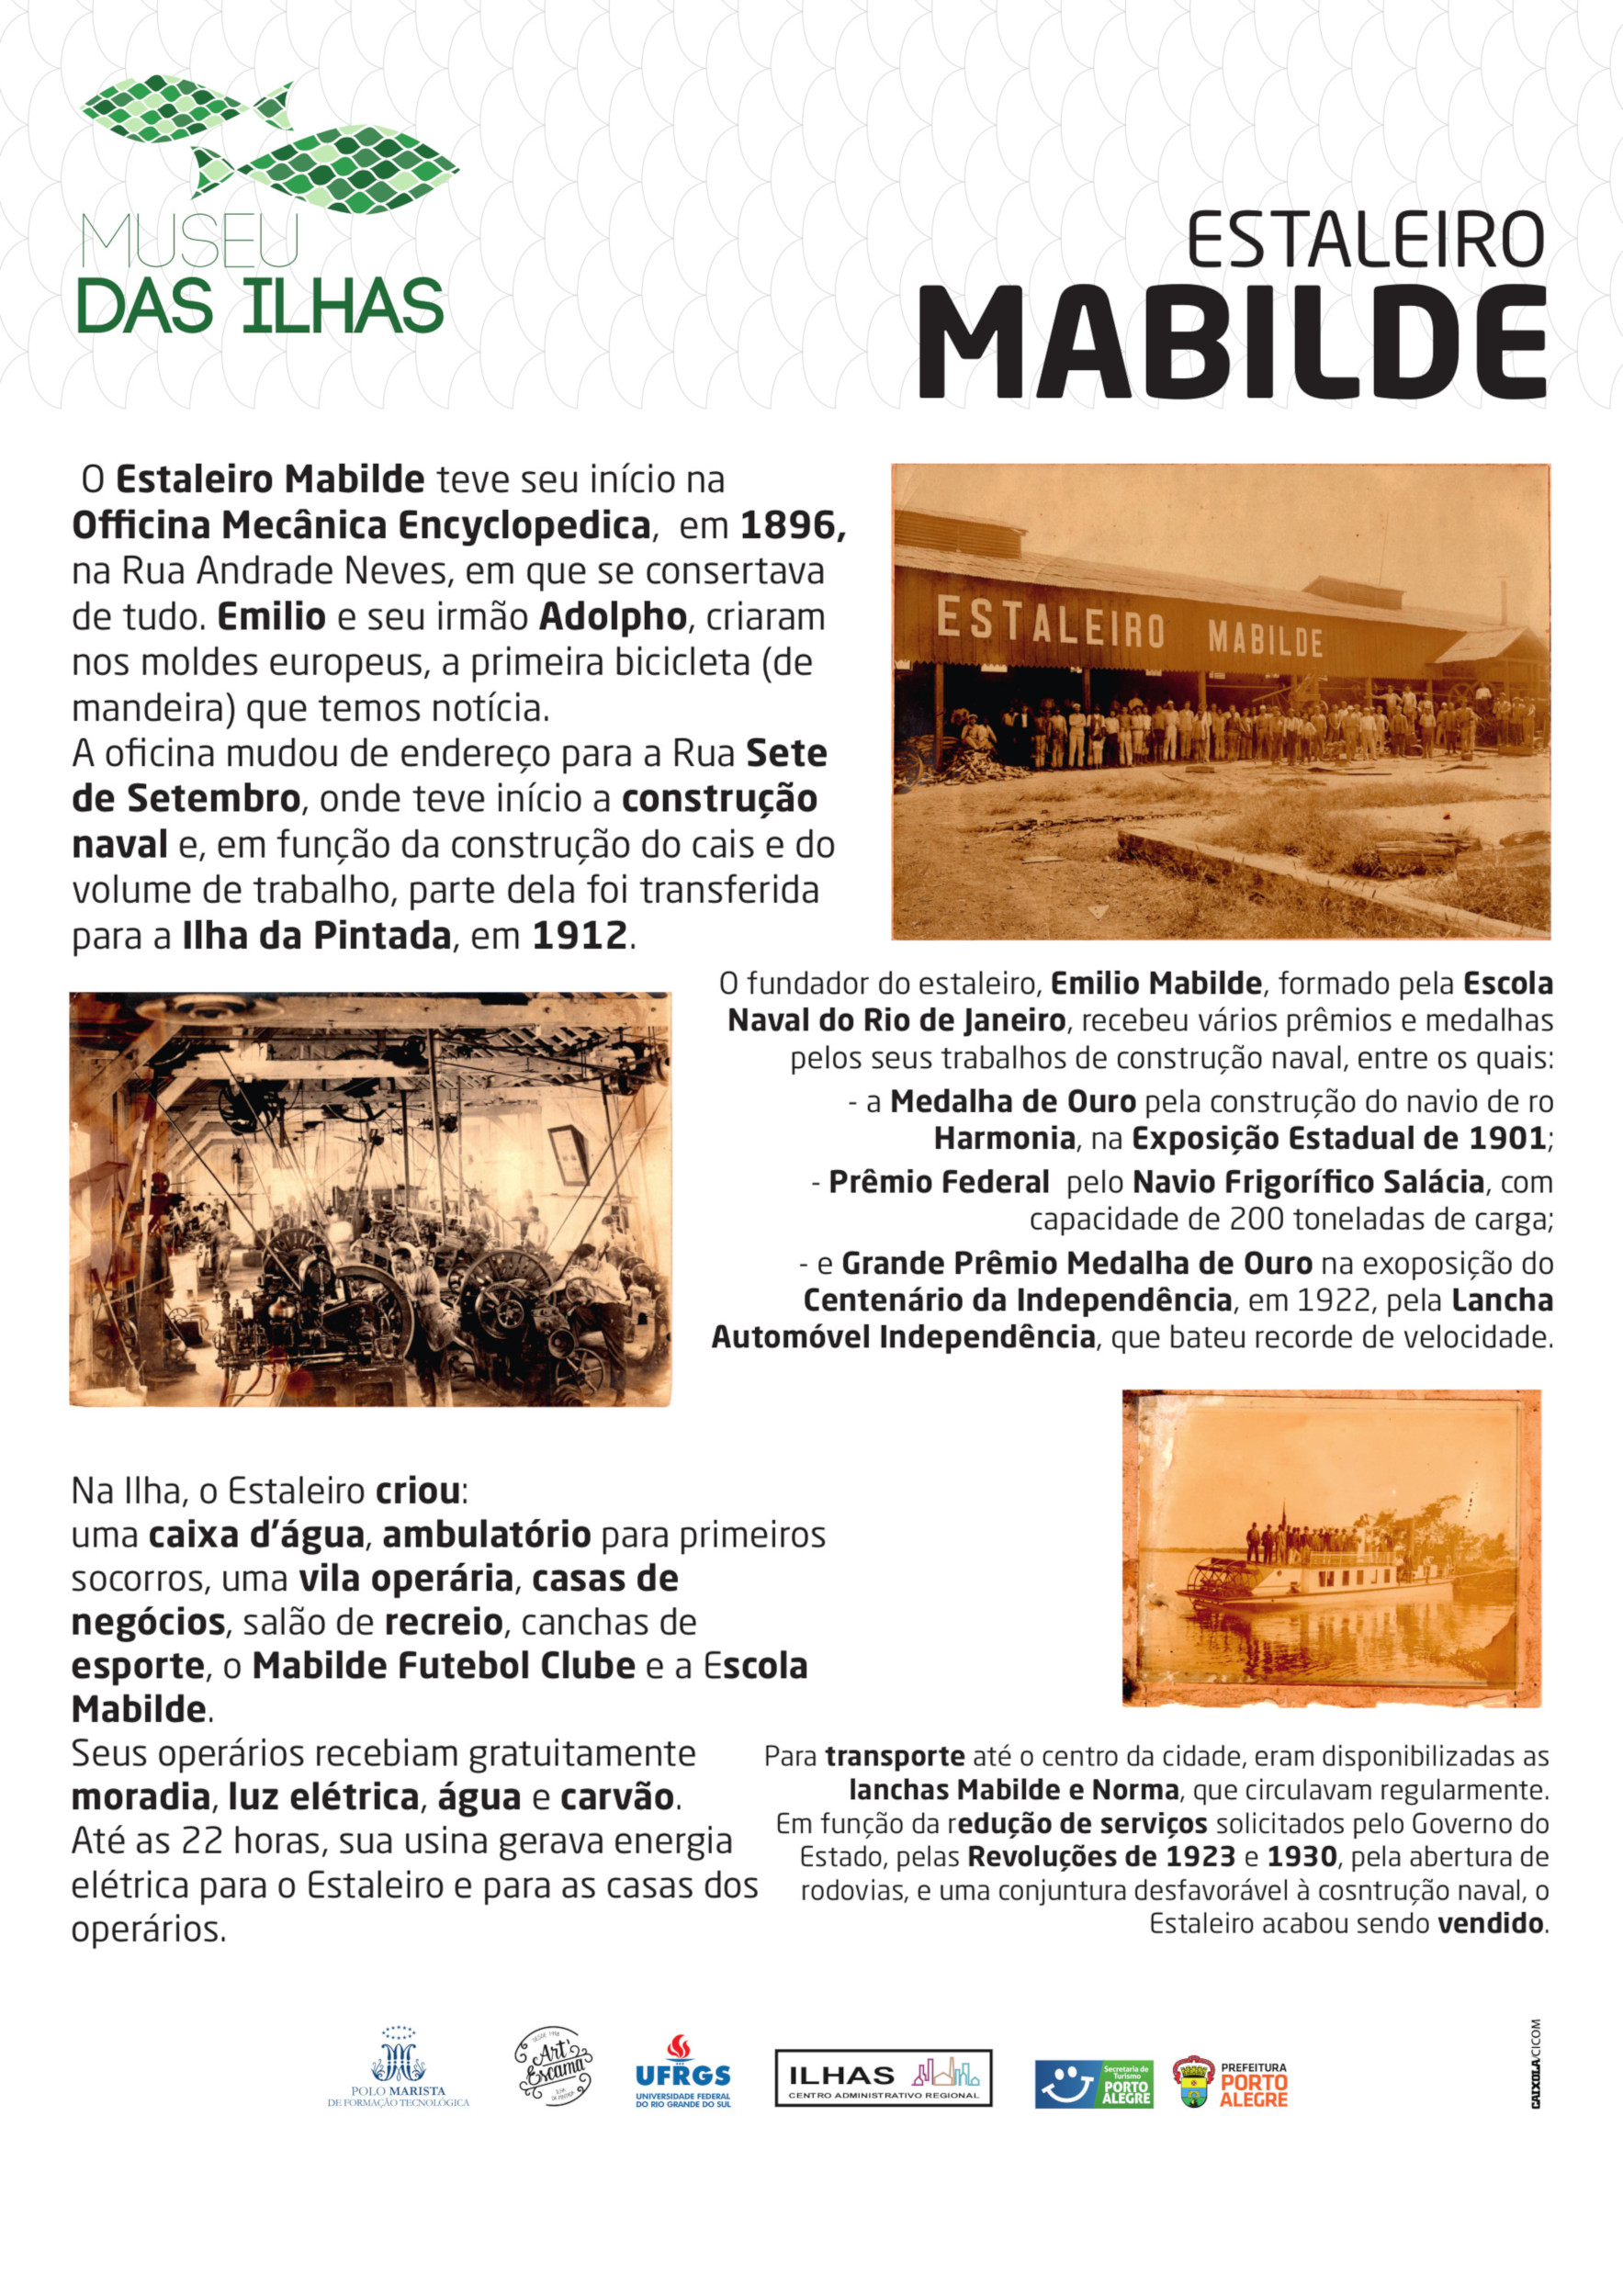 MUSEU
DAS ILHAS
ESTALEIRO
MABILDE
O Estaleiro Mabilde teve seu início na
Officina Mecânica Encyclopedica, em 1896,
na Rua Andrade Neves, em que se consertava
de tudo. Emilio e seu irmão Adolpho, criaram
nos moldes europeus, a primeira bicicleta (de
mandeira) que temos notícia.
A oficina mudou de endereço para a Rua Sete
de Setembro, onde teve início a construção
naval e, em função da construção do cais e do
volume de trabalho, parte dela foi transferida
para a Ilha da Pintada, em 1912.
ESTALEIRO MABILDE
O fundador do estaleiro, Emilio Mabilde, formado pela Escola
Naval do Rio de Janeiro, recebeu vários prêmios e medalhas
pelos seus trabalhos de construção naval, entre os quais:
- a Medalha de Ouro pela construção do navio de ro
Harmonia, na Exposição Estadual de 1901;
- Prêmio Federal pelo Navio Frigorífico Salácia, com
capacidade de 200 toneladas de carga;
- e Grande Prêmio Medalha de Ouro na exoposição do
Centenário da Independência, em 1922, pela Lancha
Automóvel Independência, que bateu recorde de velocidade.
Na Ilha, o Estaleiro criou:
uma caixa d'água, ambulatório para primeiros
socorros, uma vila operária, casas de
negócios, salão de recreio, canchas de
esporte, o Mabilde Futebol Clube e a Escola
Mabilde.
Seus operários recebiam gratuitamente
moradia, luz elétrica, água e carvão.
Até as 22 horas, sua usina gerava energia
elétrica para o Estaleiro e para as casas dos
operários.
Para transporte até o centro da cidade, eram disponibilizadas as
lanchas Mabilde e Norma, que circulavam regularmente.
Em função da redução de serviços solicitados pelo Governo do
Estado, pelas Revoluções de 1923 e 1930, pela abertura de
rodovias, e uma conjuntura desfavorável à cosntrução naval, o
Estaleiro acabou sendo vendido.
POLO MARISTA
DE FORMAÇÃO TECNOLÓGICA
Art'
Escama
UFRGS
UNIVERSIDADE FEDERAL
DO RIO GRANDE DO SUL
ILHAS
CENTRO ADMINISTRATIVO REGIONAL
Secretaria de
Turismo
PORTO
ALEGRE
PREFEITURA
PORTO
ALEGRE
CAIXOLA/CICOM